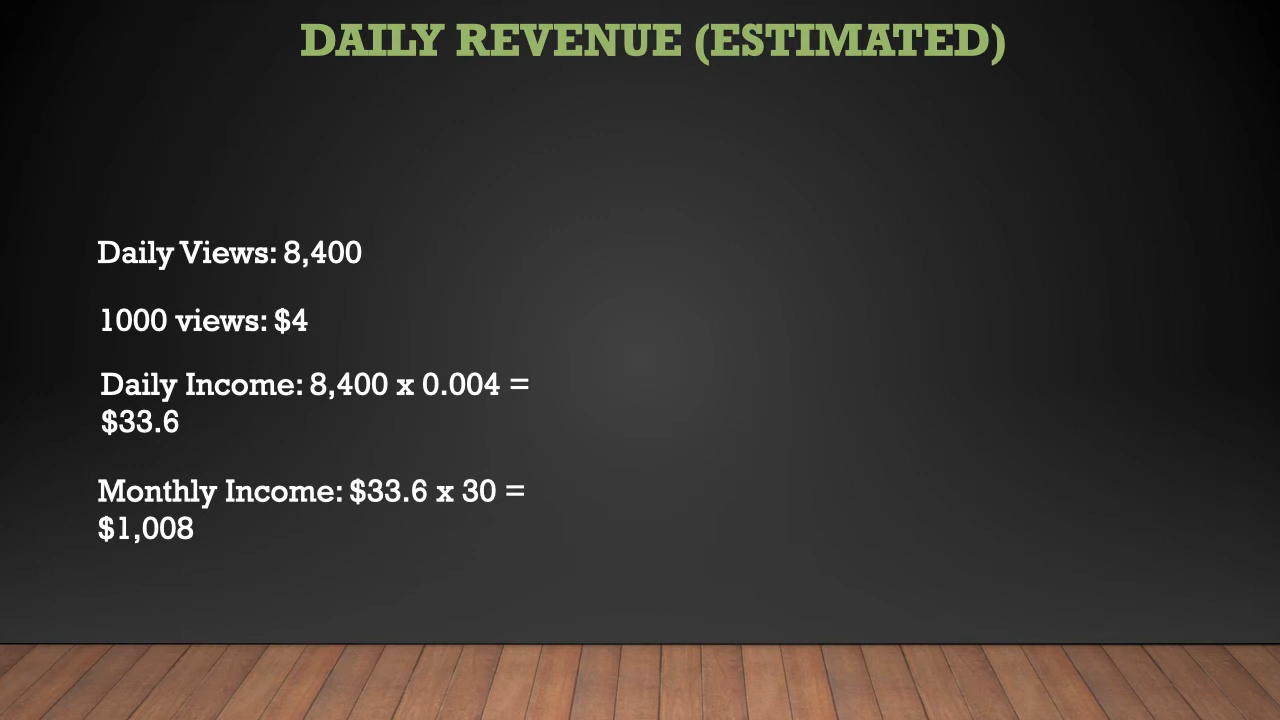 DAILY REVENUE (ESTIMATED)
Daily Views: 8,400
1000 views: $4
Daily Income: 8,400 x 0.004 =
$33.6
Monthly Income: $33.6 x 30 =
$1,008